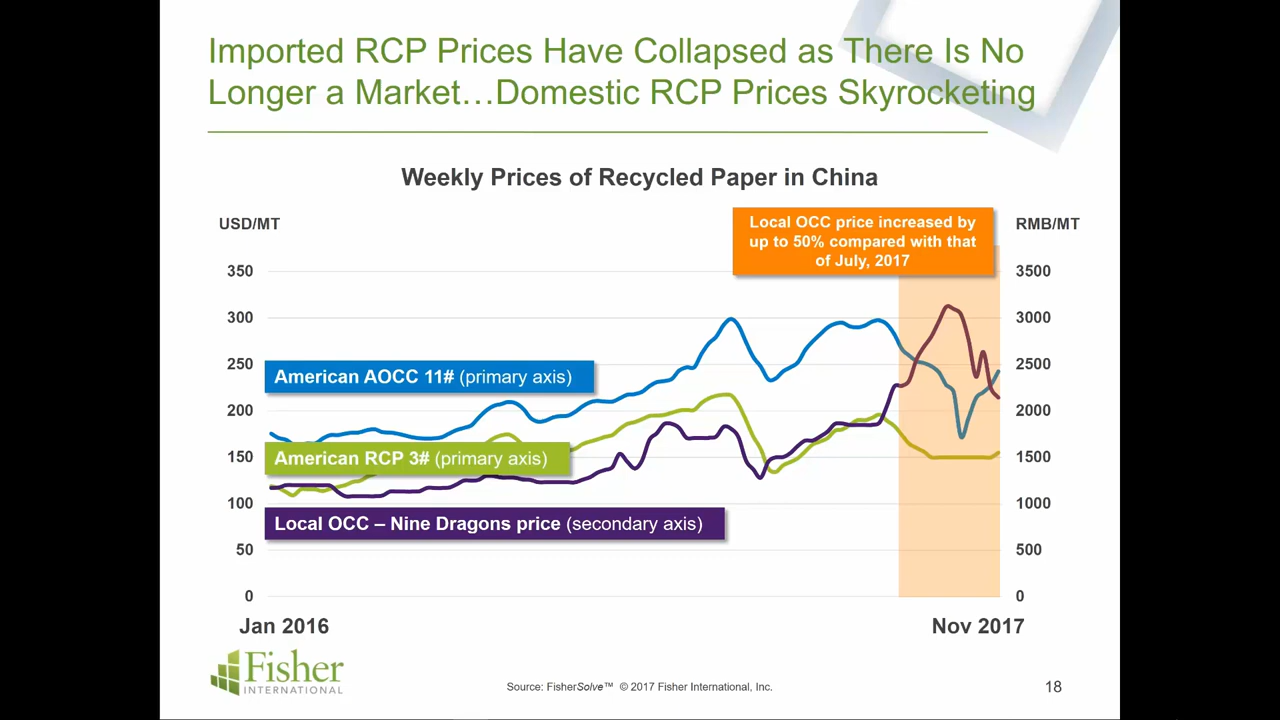 Imported RCP Prices Have Collapsed as There Is No
Longer a Market…Domestic RCP Prices Skyrocketing
Weekly Prices of Recycled Paper in China
USD/MT
RMB/MT
Local OCC price increased by
up to 50% compared with that
of July, 2017
350
3500
300
3000
250
2500
American AOCC 11# (primary axis)
200
2000
American RCP 3# (primary axis)
150
1500
100
1000
Local OCC – Nine Dragons price (secondary axis)
50
500
0
0
Jan 2016
Nov 2017
Fisher
INTERNATIONAL
Source: FisherSolve™ © 2017 Fisher International, Inc.
18